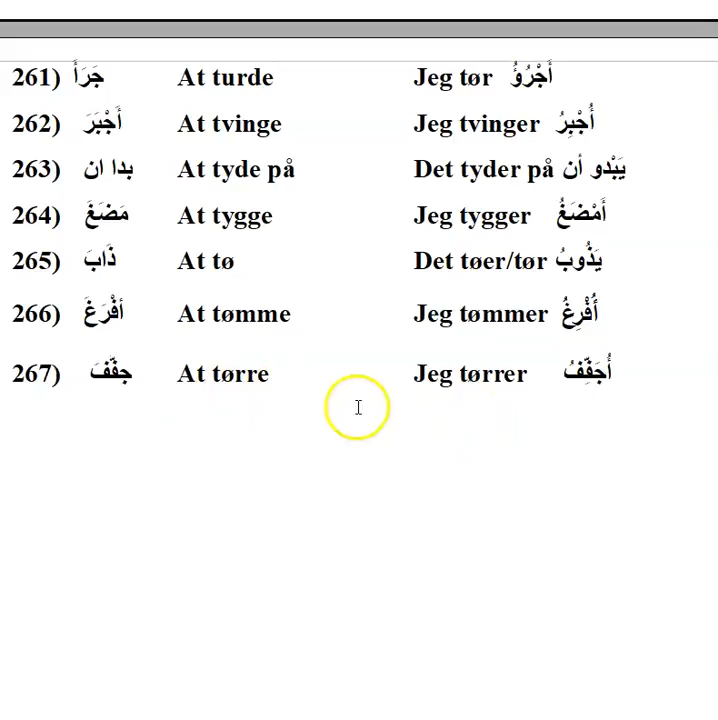 261) جَرَأَ At turde Jeg tør أَجْرُؤُ
262) أَجْبَرَ At tvinge Jeg tvinger أُجْبِرُ
263) بدا ان At tyde på Det tyder på يَبْدو أن
264) مَضَغَ At tygge Jeg tygger أَمْضَغُ
265) ذَابَ At tø Det tøer/tør يَذُوبُ
266) أفْرَغَ At tømme Jeg tømmer أُفْرِغُ
267) جفّفَ At tørre Jeg tørrer أُجَفِّفُ